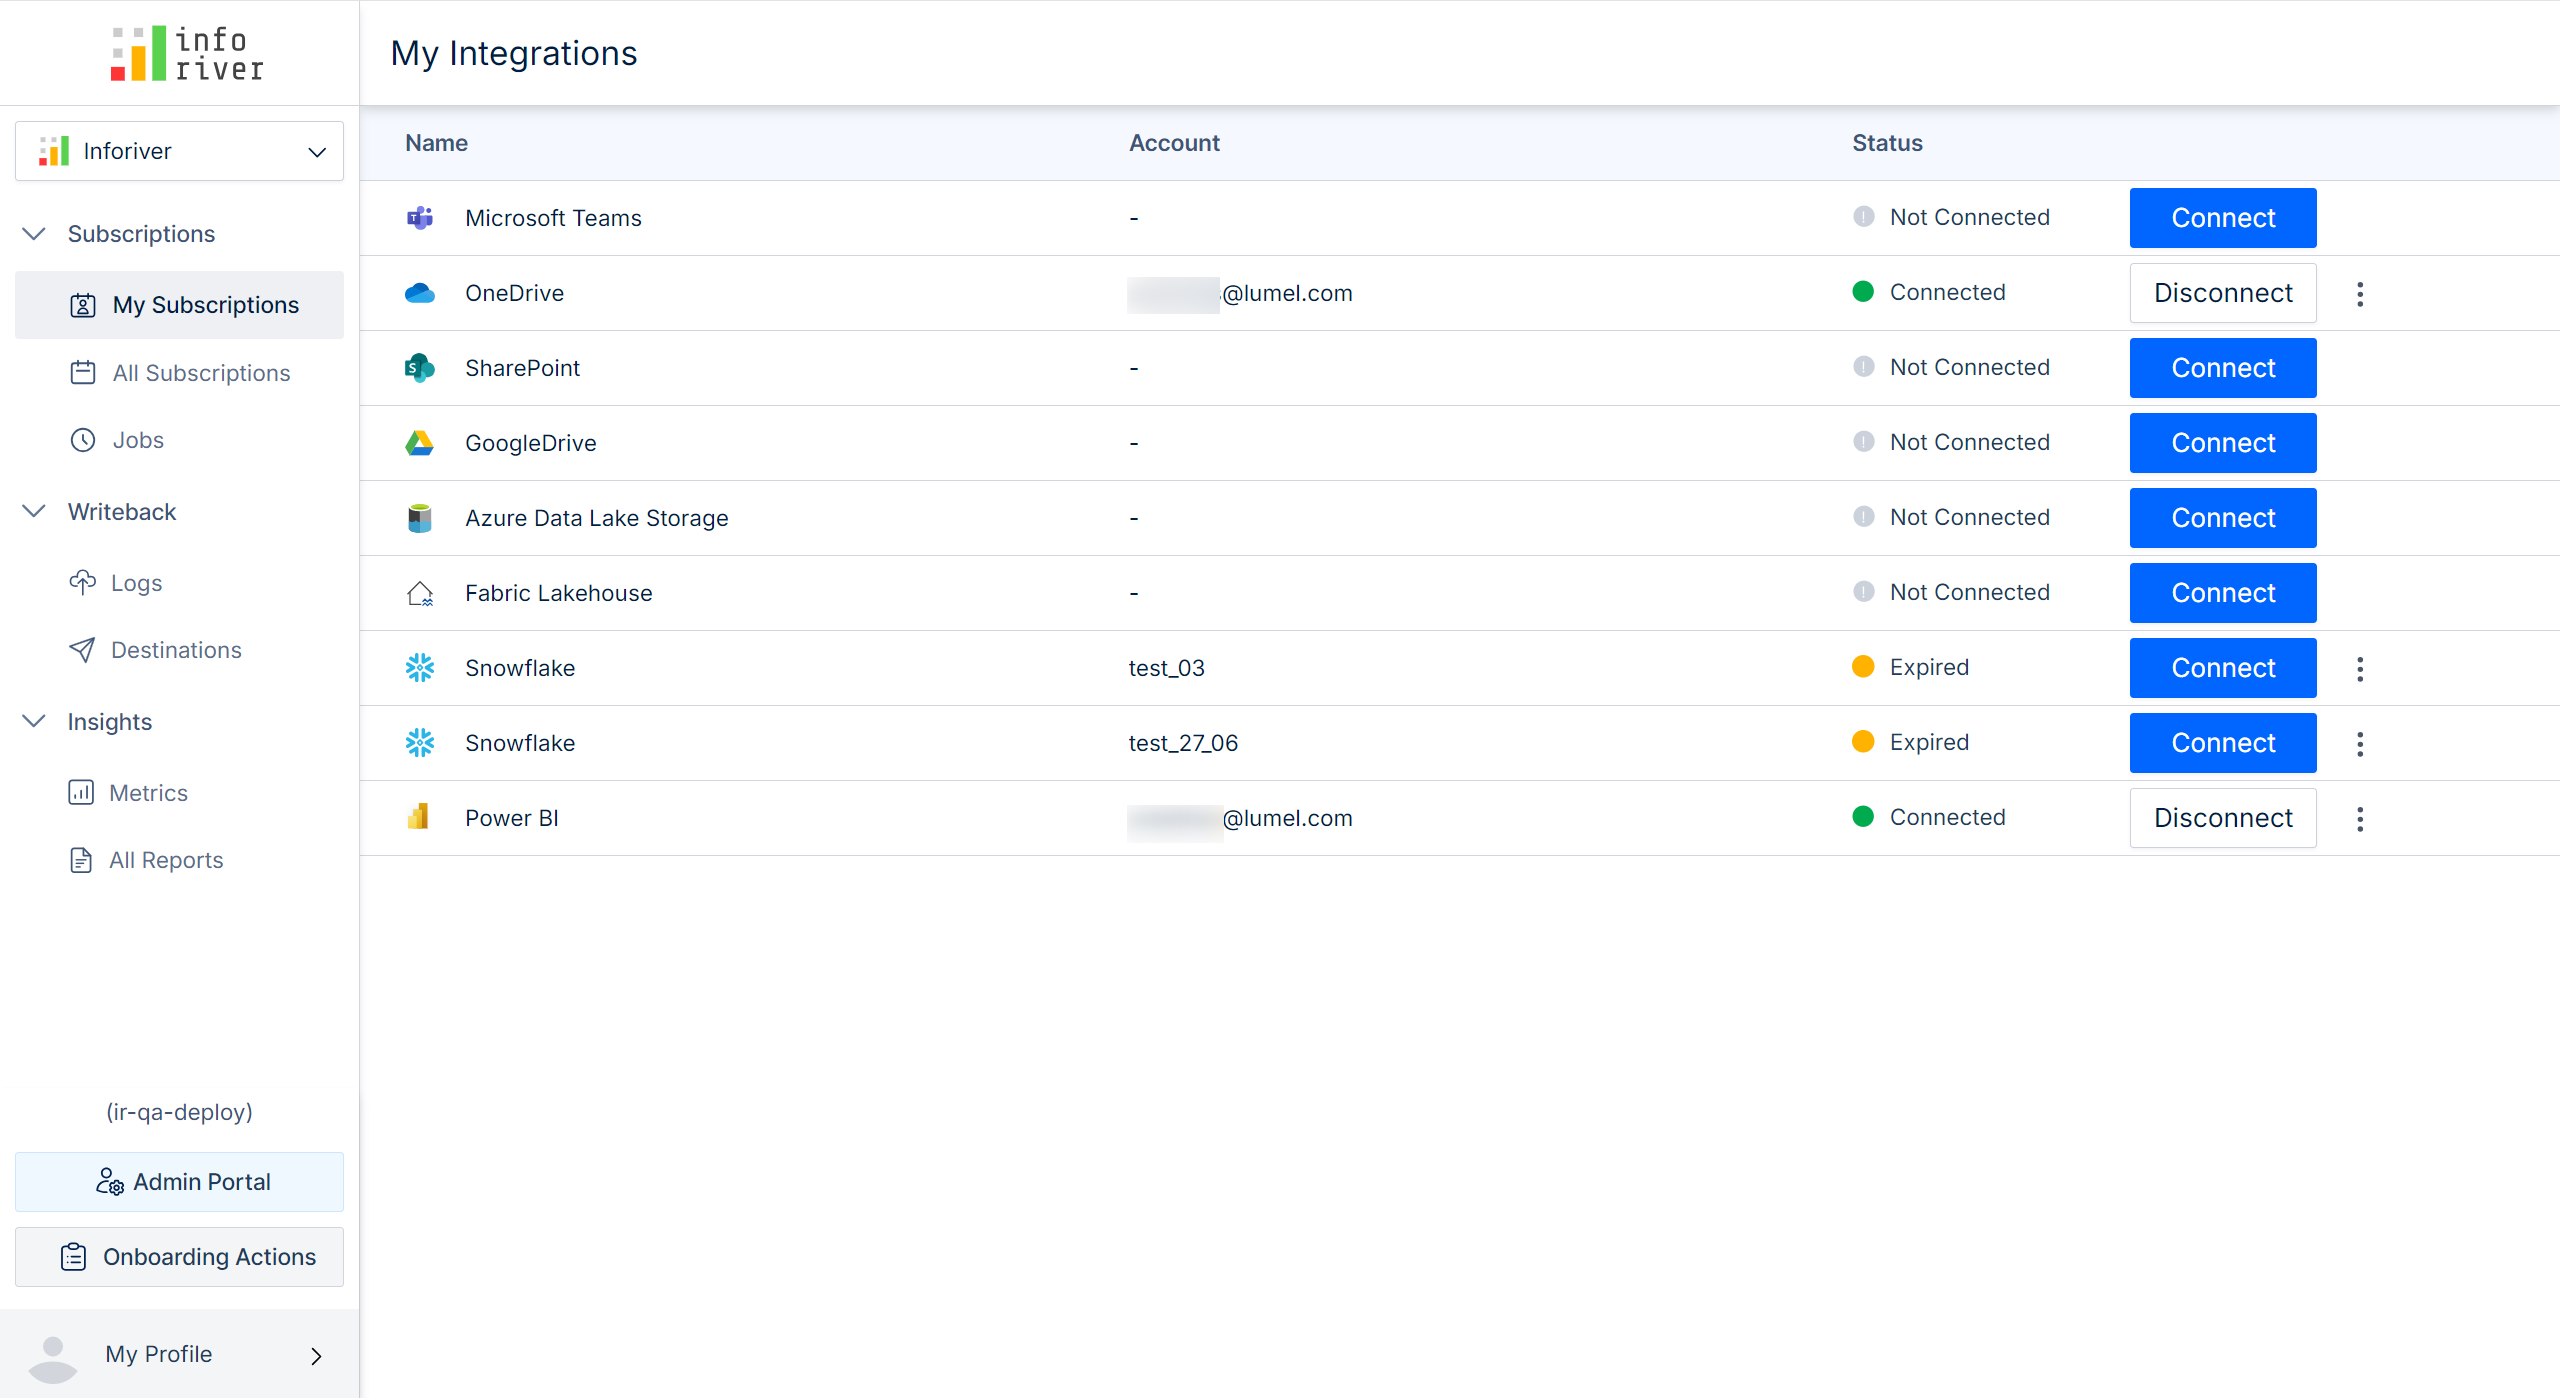 info
river
My Integrations
Inforiver
Name Account Status
Subscriptions
Microsoft Teams - Not Connected Connect
My Subscriptions
OneDrive @lumel.com Connected Disconnect
All Subscriptions
SharePoint - Not Connected Connect
Jobs
GoogleDrive - Not Connected Connect
Writeback
Azure Data Lake Storage - Not Connected Connect
Logs
Fabric Lakehouse - Not Connected Connect
Destinations
Snowflake test_03 Expired Connect
Insights
Snowflake test_27_06 Expired Connect
Metrics
Power BI @lumel.com Connected Disconnect
All Reports
(ir-qa-deploy)
Admin Portal
Onboarding Actions
My Profile